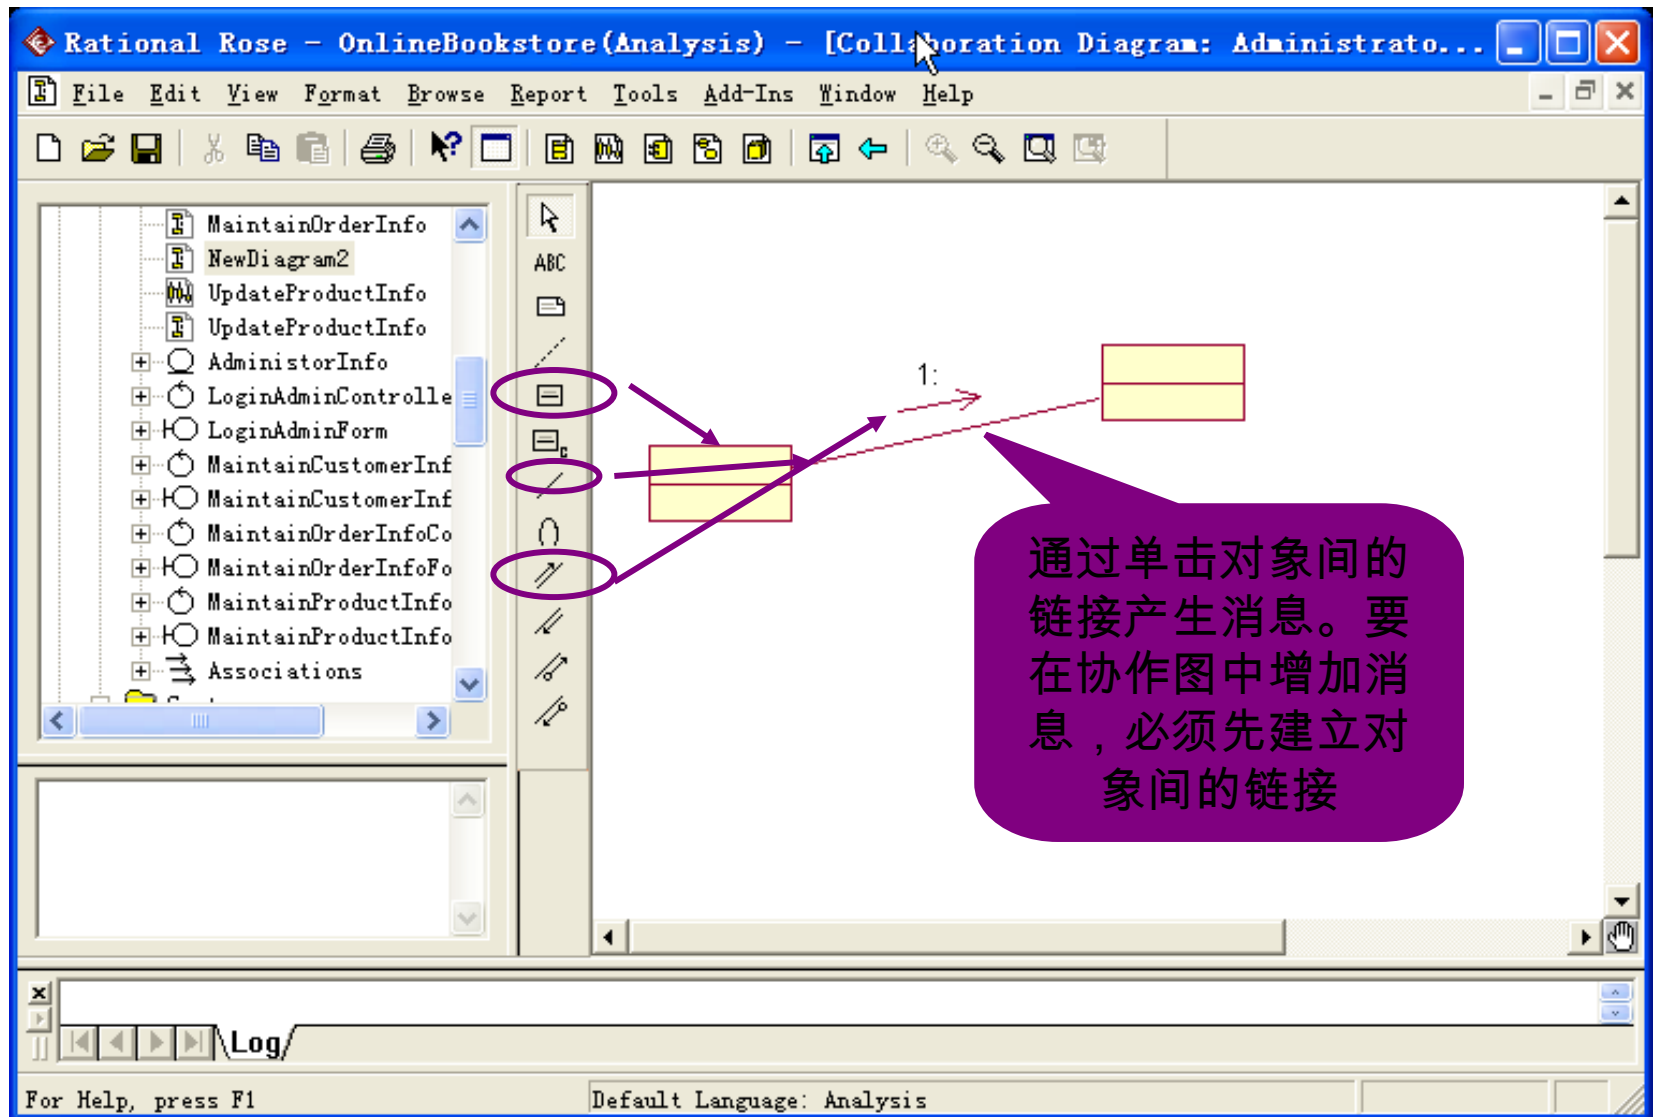 Rational Rose - OnlineBookstore(Analysis) - [Collaboration Diagram: Administrato...
File Edit View Format Browse Report Tools Add-Ins Window Help
MaintainOrderInfo
NewDiagram2
UpdateProductInfo
UpdateProductInfo
AdministorInfo
LoginAdminControlle
LoginAdminForm
MaintainCustomerInf
MaintainCustomerInf
MaintainOrderInfoCo
MaintainOrderInfoFo
MaintainProductInfo
MaintainProductInfo
Associations
ABC
1:
通过单击对象间的
链接产生消息。要
在协作图中增加消
息，必须先建立对
象间的链接
Log
For Help, press F1
Default Language: Analysis